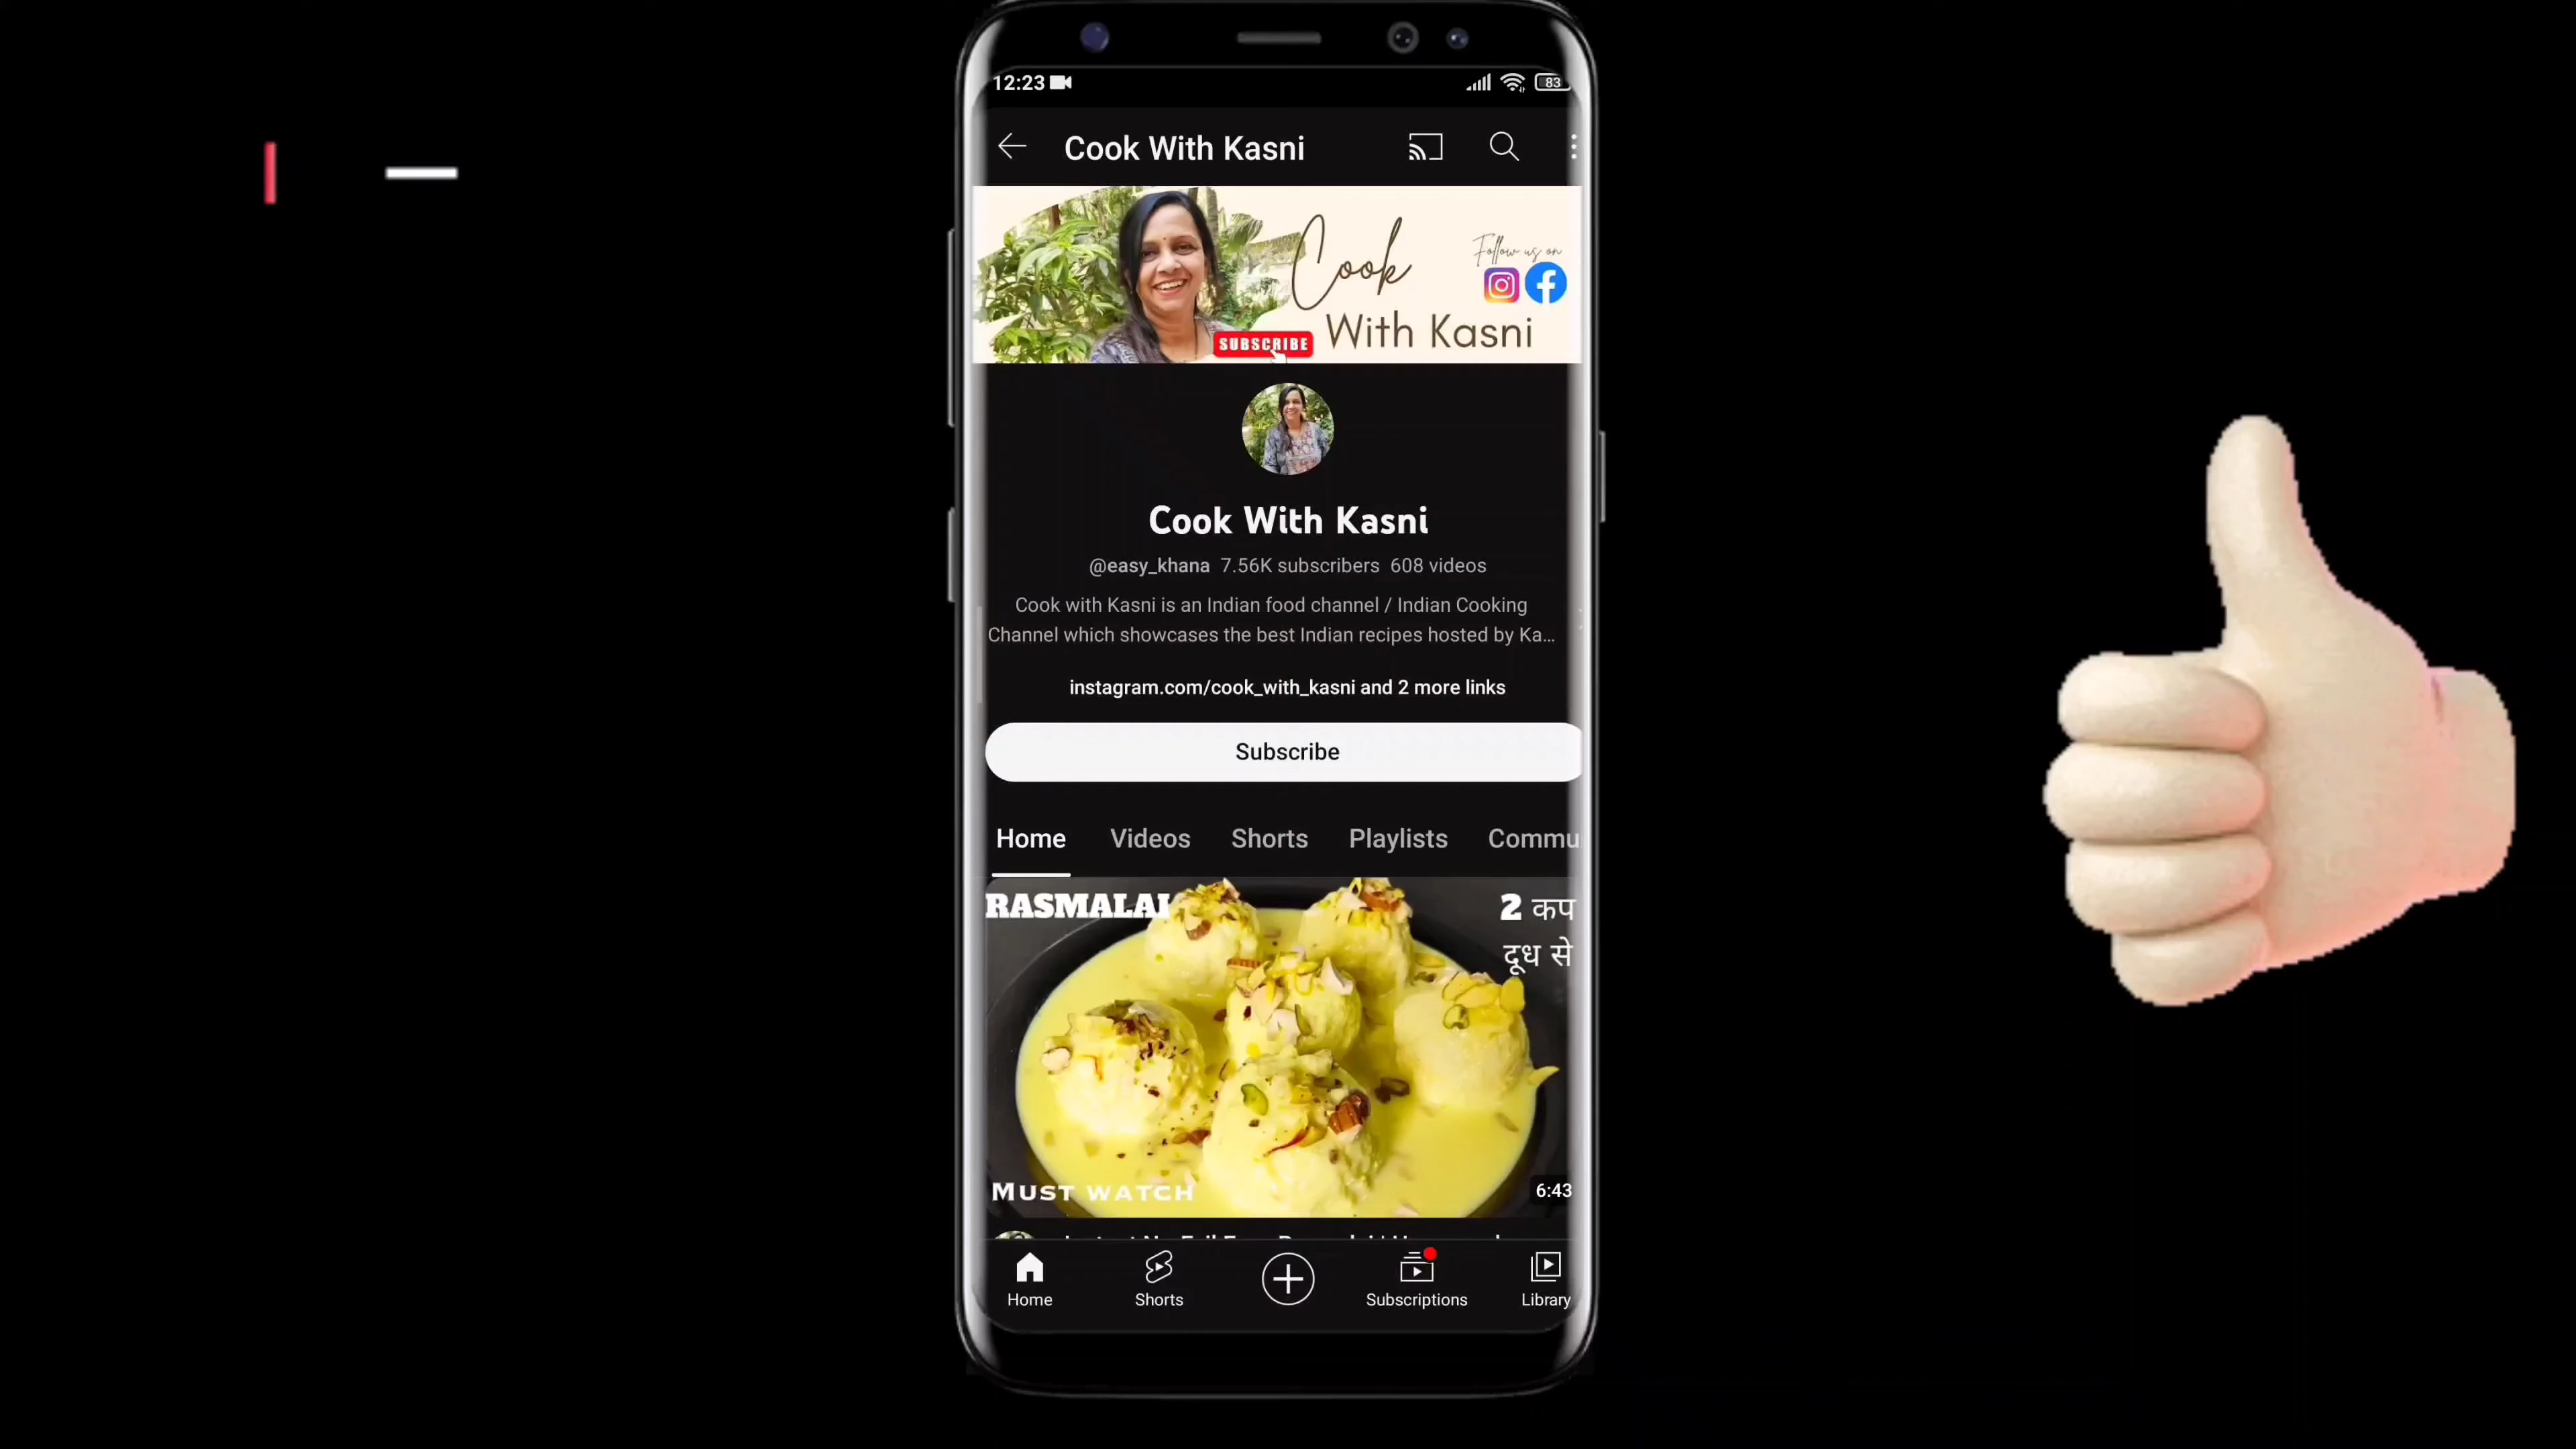 12:23
83
Cook With Kasni
Cook
With Kasni
Follow us on
SUBSCRIBE
Cook With Kasni
@easy_khana 7.56K subscribers 608 videos
Cook with Kasni is an Indian food channel / Indian Cooking
Channel which showcases the best Indian recipes hosted by Ka...
instagram.com/cook_with_kasni and 2 more links
Subscribe
Home Videos Shorts Playlists Commu
RASMALAI
2 कप
दूध से
MUST WATCH
6:43
Home Shorts Subscriptions Library